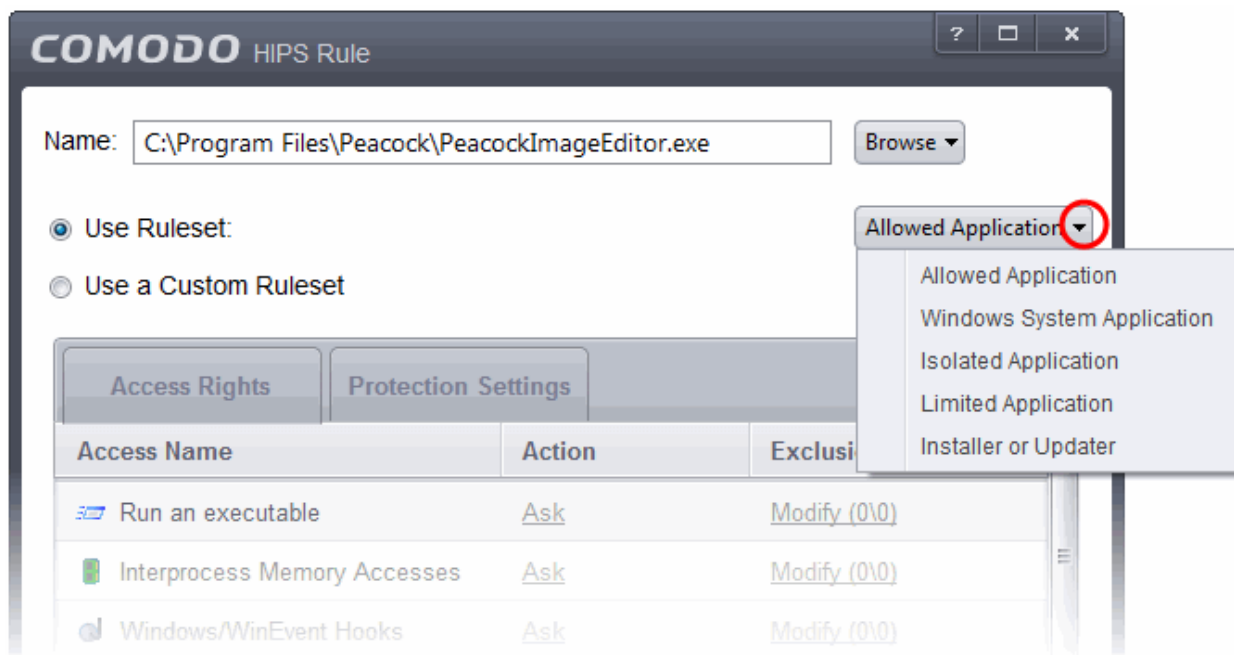 COMODO HIPS Rule
?
x
Name: C:\Program Files\Peacock\PeacockImageEditor.exe Browse
Use Ruleset: Allowed Application
Use a Custom Ruleset
Allowed Application
Windows System Application
Isolated Application
Limited Application
Installer or Updater
Access Rights Protection Settings
Access Name Action Exclusi
Run an executable Ask Modify (0\0)
Interprocess Memory Accesses Ask Modify (0\0)
Windows/WinEvent Hooks Ask Modify (0\0)